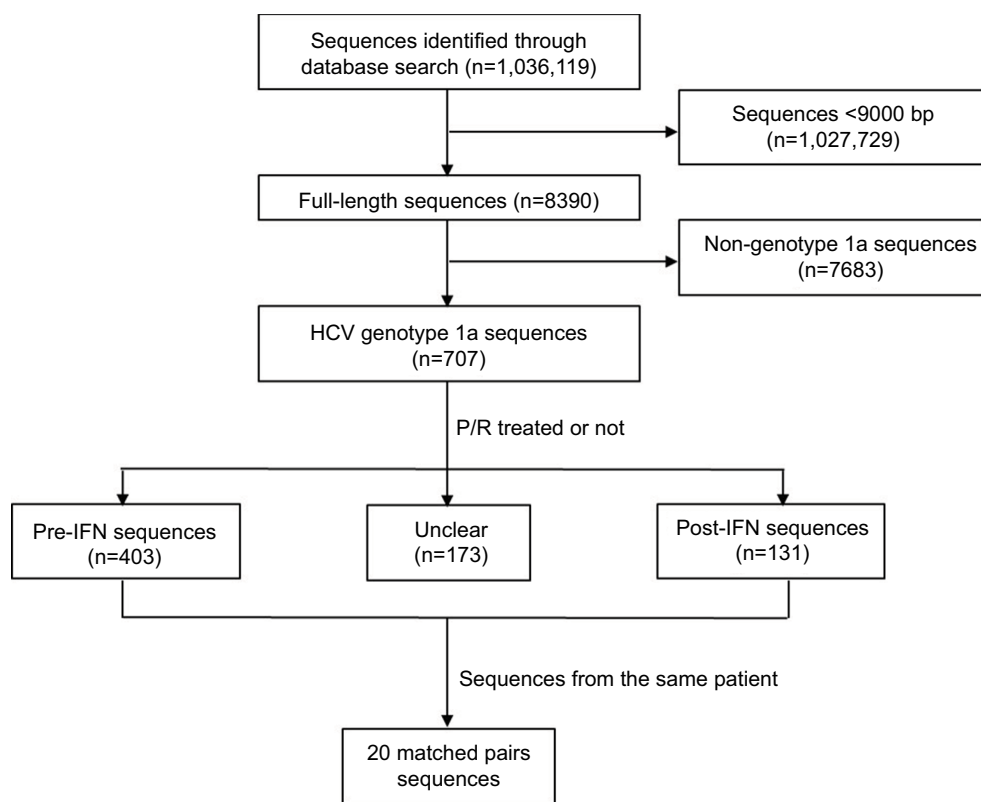 Sequences identified through
database search (n=1,036,119)
Sequences <9000 bp
(n=1,027,729)
Full-length sequences (n=8390)
Non-genotype 1a sequences
(n=7683)
HCV genotype 1a sequences
(n=707)
P/R treated or not
Pre-IFN sequences
(n=403)
Unclear
(n=173)
Post-IFN sequences
(n=131)
Sequences from the same patient
20 matched pairs
sequences